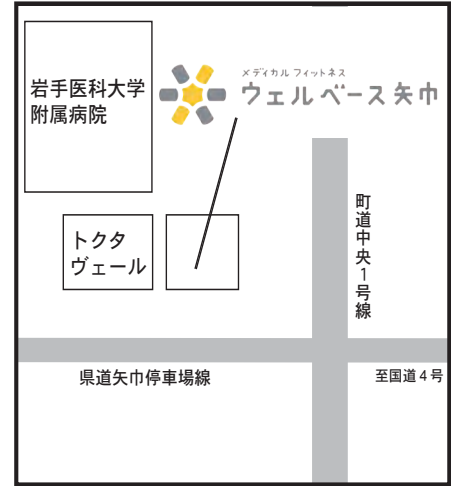 岩手医科大学
附属病院
メディカルフィットネス
ウェルベース矢巾
トクタ
ヴェール
町道中央1号線
県道矢巾停車場線
至国道4号